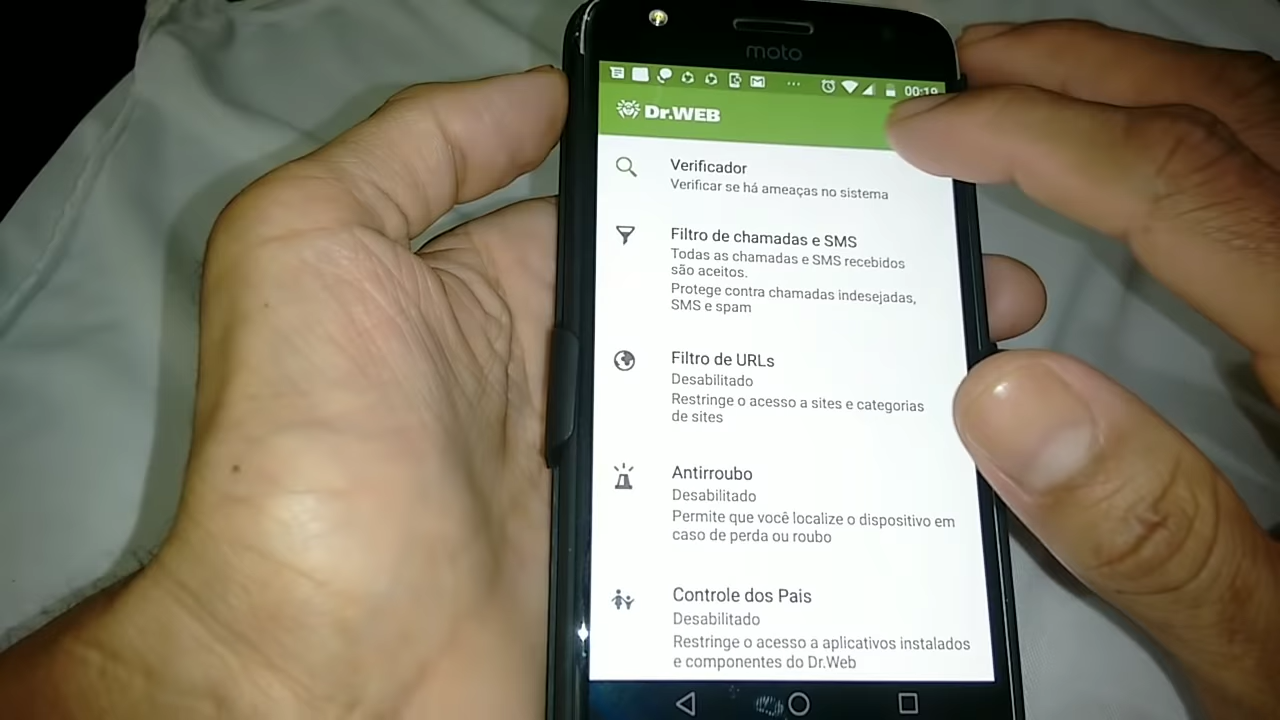 moto
00:19
Dr.WEB
Verificador
Verificar se há ameaças no sistema
Filtro de chamadas e SMS
Todas as chamadas e SMS recebidos
são aceitos.
Protege contra chamadas indesejadas,
SMS e spam
Filtro de URLs
Desabilitado
Restringe o acesso a sites e categorias
de sites
Antirroubo
Desabilitado
Permite que você localize o dispositivo em
caso de perda ou roubo
Controle dos Pais
Desabilitado
Restringe o acesso a aplicativos instalados
e componentes do Dr.Web